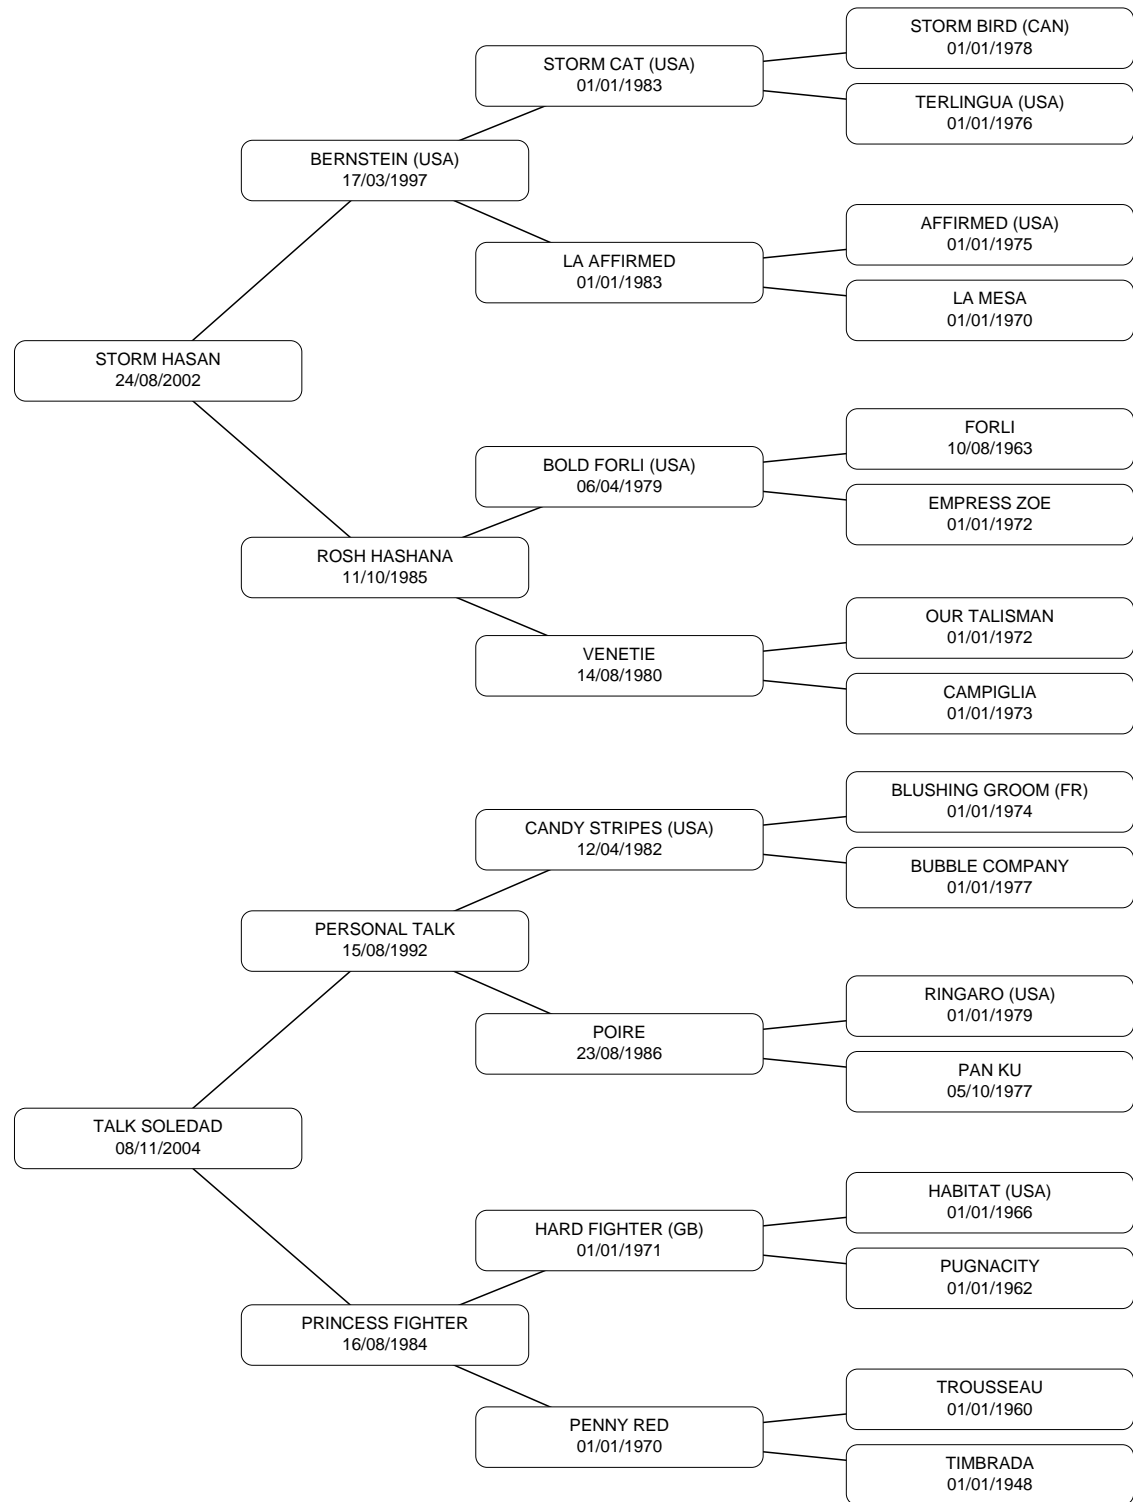 STORM BIRD (CAN)
01/01/1978
STORM CAT (USA)
01/01/1983
TERLINGUA (USA)
01/01/1976
BERNSTEIN (USA)
17/03/1997
AFFIRMED (USA)
01/01/1975
LA AFFIRMED
01/01/1983
LA MESA
01/01/1970
STORM HASAN
24/08/2002
FORLI
10/08/1963
BOLD FORLI (USA)
06/04/1979
EMPRESS ZOE
01/01/1972
ROSH HASHANA
11/10/1985
OUR TALISMAN
01/01/1972
VENETIE
14/08/1980
CAMPIGLIA
01/01/1973
BLUSHING GROOM (FR)
01/01/1974
CANDY STRIPES (USA)
12/04/1982
BUBBLE COMPANY
01/01/1977
PERSONAL TALK
15/08/1992
RINGARO (USA)
01/01/1979
POIRE
23/08/1986
PAN KU
05/10/1977
TALK SOLEDAD
08/11/2004
HABITAT (USA)
01/01/1966
HARD FIGHTER (GB)
01/01/1971
PUGNACITY
01/01/1962
PRINCESS FIGHTER
16/08/1984
TROUSSEAU
01/01/1960
PENNY RED
01/01/1970
TIMBRADA
01/01/1948